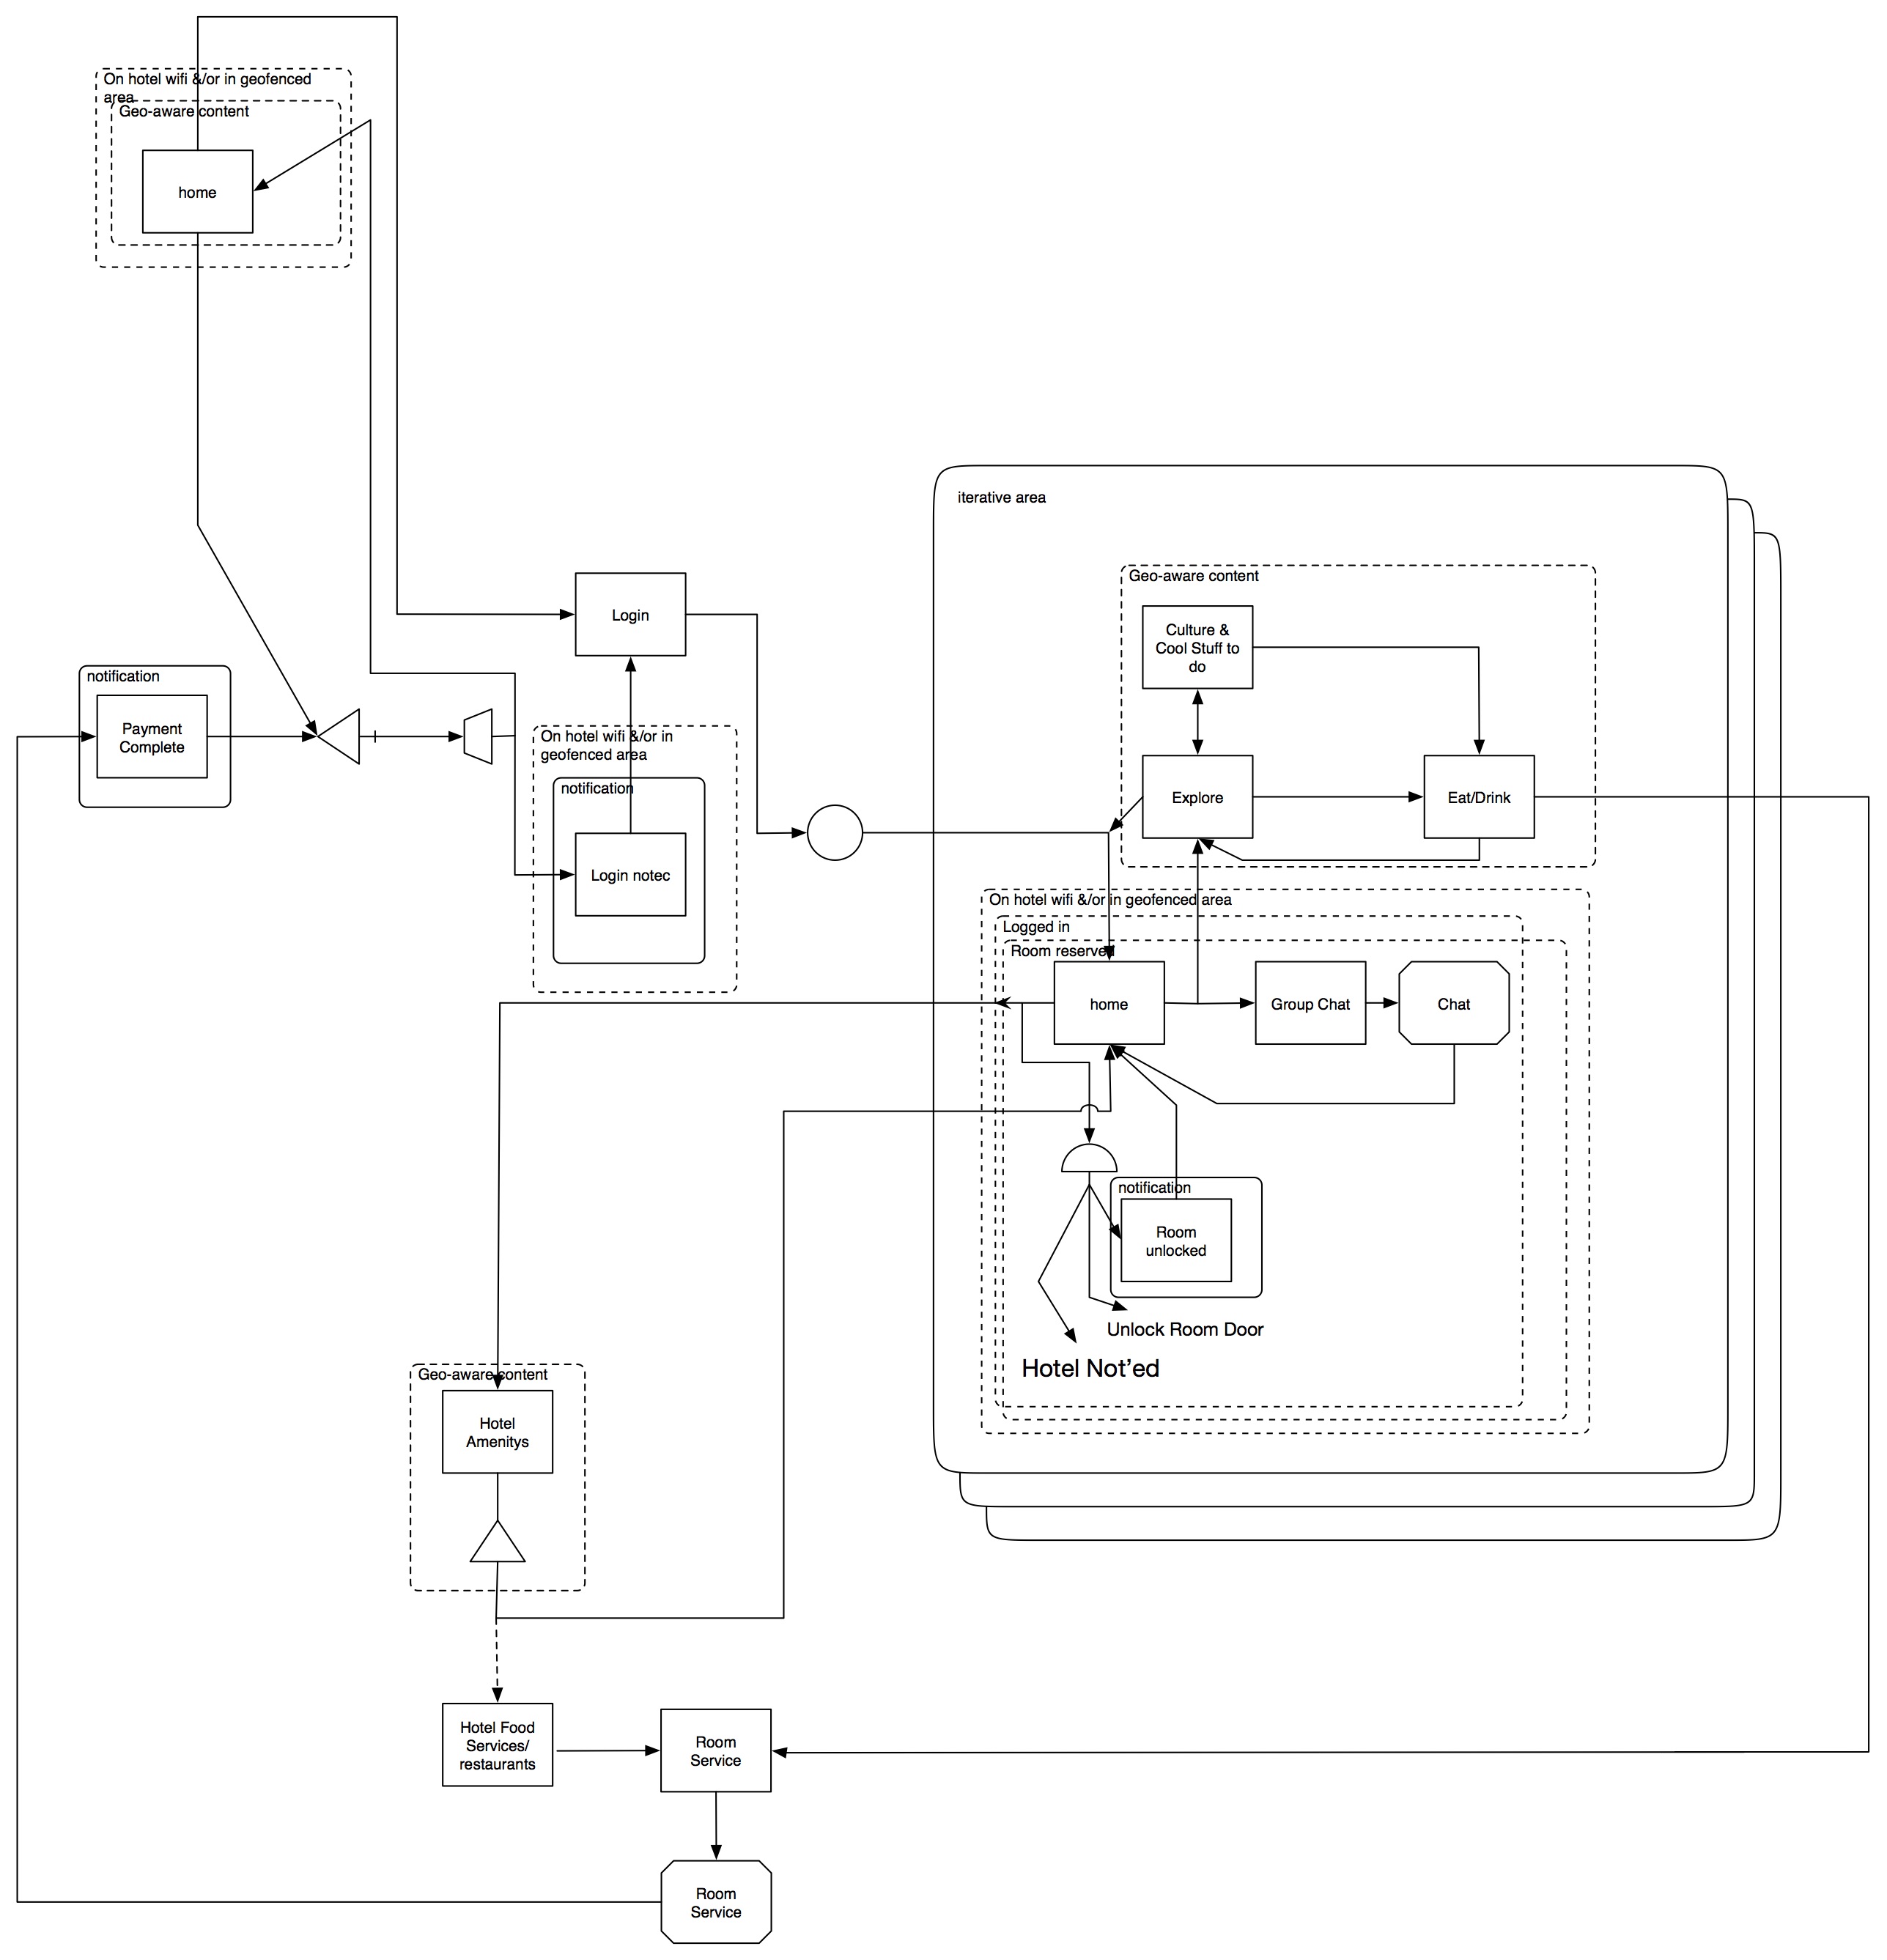 On hotel wifi &/or in geofenced
area
Geo-aware content
home
iterative area
Geo-aware content
Culture &
Cool Stuff to
do
Login
notification
Payment
Complete
On hotel wifi &/or in
geofenced area
notification
Login notec
Explore
Eat/Drink
On hotel wifi &/or in geofenced area
Logged in
Room reserved
home
Group Chat
Chat
notification
Room
unlocked
Unlock Room Door
Hotel Not’ed
Geo-aware content
Hotel
Amenitys
Hotel Food
Services/
restaurants
Room
Service
Room
Service